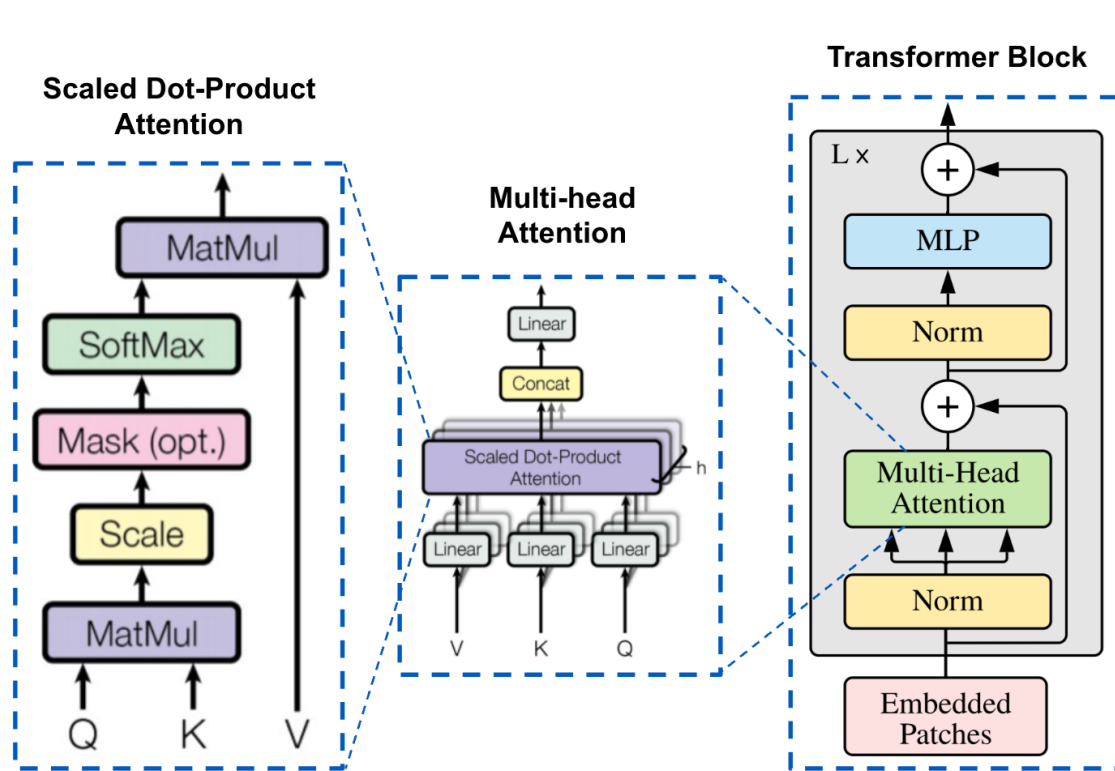 Scaled Dot-Product
Attention
MatMul
SoftMax
Mask (opt.)
Scale
MatMul
Q K V
Multi-head
Attention
Linear
Concat
Scaled Dot-Product
Attention
h
Linear Linear Linear
V K Q
Transformer Block
L ×
+
MLP
Norm
+
Multi-Head
Attention
Norm
Embedded
Patches